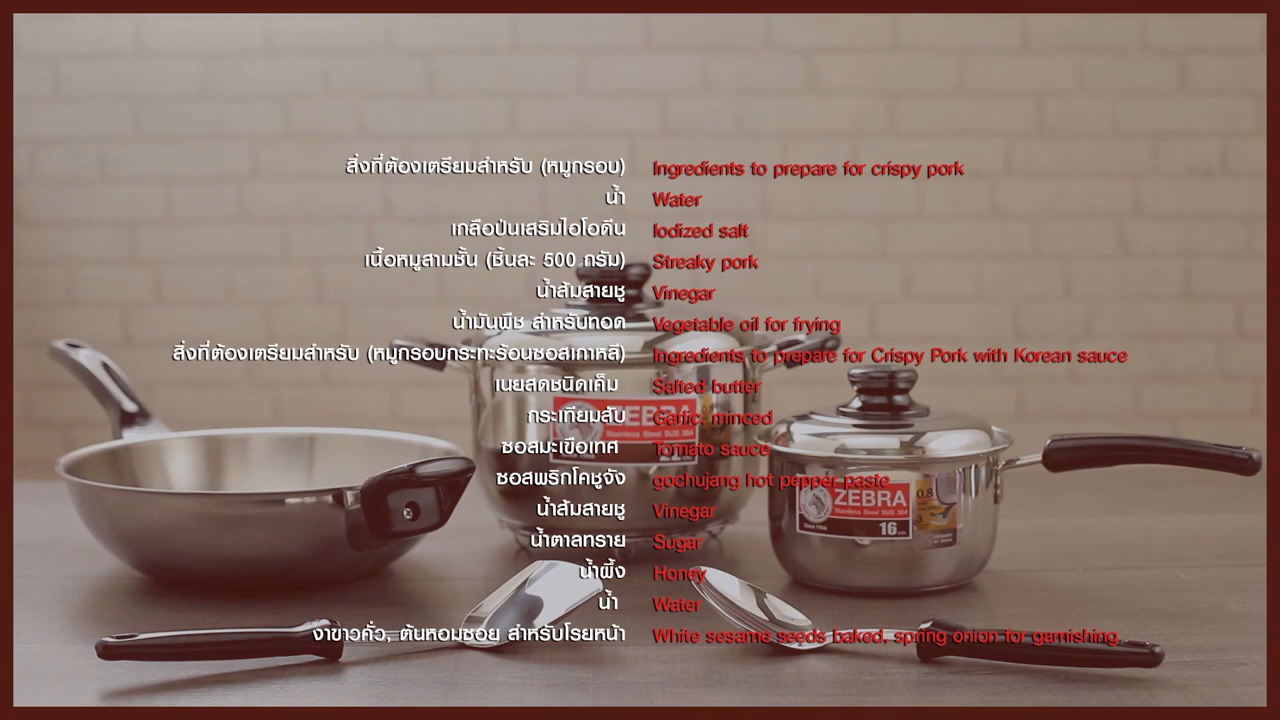 สิ่งที่ต้องเตรียมสำหรับ (หมูกรอบ) Ingredients to prepare for crispy pork
น้ำ Water
เกลือป่นเสริมไอโอดีน Iodized salt
เนื้อหมูสามชั้น (ชิ้นละ 500 กรัม) Streaky pork
น้ำส้มสายชู Vinegar
น้ำมันพืช สำหรับทอด Vegetable oil for frying
สิ่งที่ต้องเตรียมสำหรับ (หมูกรอบกระทะร้อนซอสเกาหลี) Ingredients to prepare for Crispy Pork with Korean sauce
เนยสดชนิดเค็ม Salted butter
กระเทียมสับ Garlic, minced
ซอสมะเขือเทศ Tomato sauce
ซอสพริกโคชูจัง gochujang hot pepper paste
น้ำส้มสายชู Vinegar
น้ำตาลทราย Sugar
น้ำผึ้ง Honey
น้ำ Water
งาขาวคั่ว, ต้นหอมซอย สำหรับโรยหน้า White sesame seeds baked, spring onion for garnishing
ZEBRA
Stainless Steel SUS 304
ZEBRA
Stainless Steel SUS 304
Since 1966
16 cm.
0.8